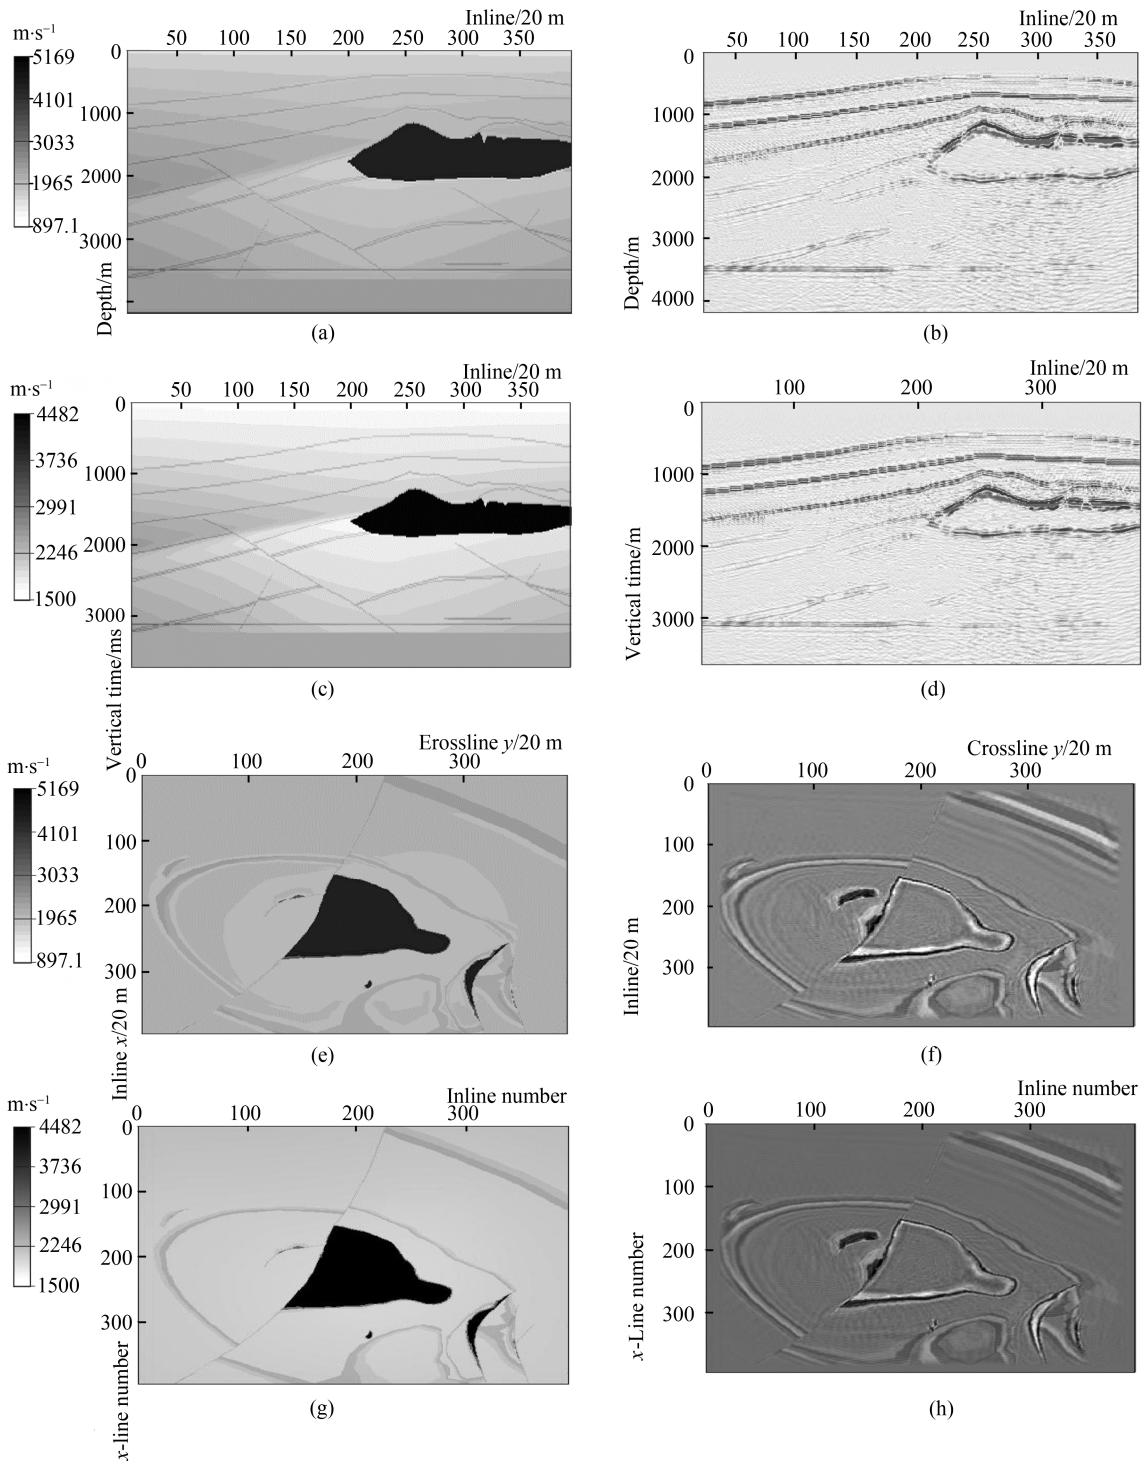 Inline/20 m
m·s⁻¹
50 100 150 200 250 300 350
5169
4101
3033
1965
897.1
0
1000
2000
3000
Depth/m
(a)
Inline/20 m
50 100 150 200 250 300 350
0
1000
2000
3000
4000
Depth/m
(b)
Inline/20 m
m·s⁻¹
50 100 150 200 250 300 350
4482
3736
2991
2246
1500
0
1000
2000
3000
Vertical time/ms
(c)
Inline/20 m
100 200 300
0
1000
2000
3000
Vertical time/m
(d)
Erossline y/20 m
m·s⁻¹
0 100 200 300
5169
4101
3033
1965
897.1
0
100
200
300
Inline x/20 m
(e)
Crossline y/20 m
0 100 200 300
0
100
200
300
Inline/20 m
(f)
Inline number
m·s⁻¹
0 100 200 300
4482
3736
2991
2246
1500
0
100
200
300
x-line number
(g)
Inline number
0 100 200 300
0
100
200
300
x-Line number
(h)